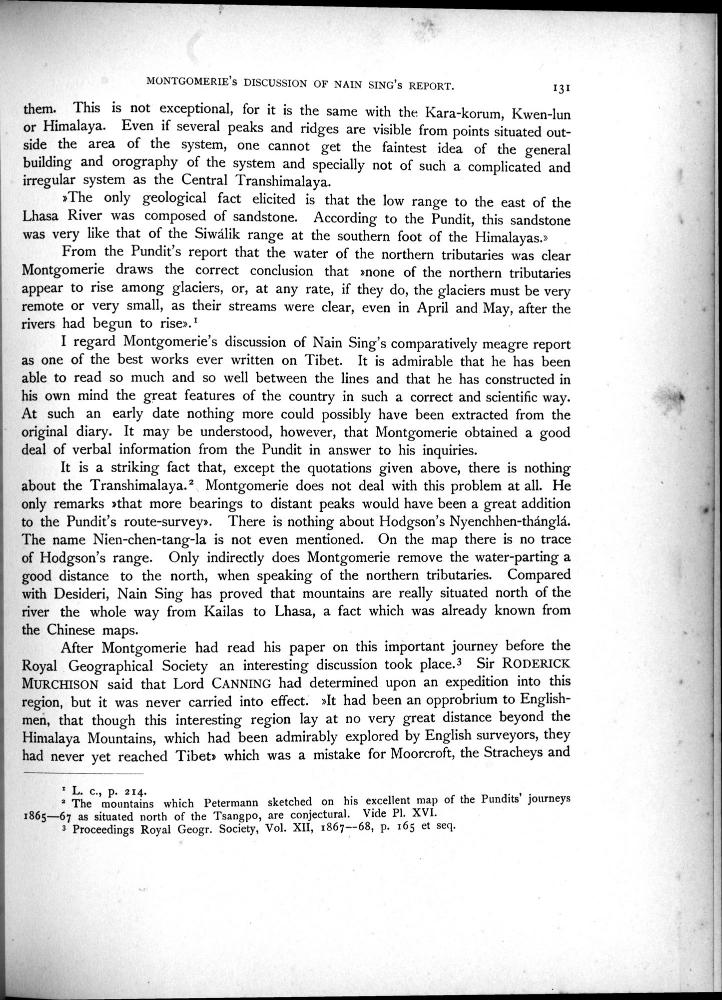 MONTGOMERIE'S DISCUSSION OF NAIN SING'S REPORT. 131
them. This is not exceptional, for it is the same with the Kara-korum, Kwen-lun
or Himalaya. Even if several peaks and ridges are visible from points situated out-
side the area of the system, one cannot get the faintest idea of the general
building and orography of the system and specially not of such a complicated and
irregular system as the Central Transhimalaya.
»The only geological fact elicited is that the low range to the east of the
Lhasa River was composed of sandstone. According to the Pundit, this sandstone
was very like that of the Siwálik range at the southern foot of the Himalayas.»
From the Pundit's report that the water of the northern tributaries was clear
Montgomerie draws the correct conclusion that »none of the northern tributaries
appear to rise among glaciers, or, at any rate, if they do, the glaciers must be very
remote or very small, as their streams were clear, even in April and May, after the
rivers had begun to rise».¹
I regard Montgomerie's discussion of Nain Sing's comparatively meagre report
as one of the best works ever written on Tibet. It is admirable that he has been
able to read so much and so well between the lines and that he has constructed in
his own mind the great features of the country in such a correct and scientific way.
At such an early date nothing more could possibly have been extracted from the
original diary. It may be understood, however, that Montgomerie obtained a good
deal of verbal information from the Pundit in answer to his inquiries.
It is a striking fact that, except the quotations given above, there is nothing
about the Transhimalaya.² Montgomerie does not deal with this problem at all. He
only remarks »that more bearings to distant peaks would have been a great addition
to the Pundit's route-survey». There is nothing about Hodgson's Nyenchhen-thánglá.
The name Nien-chen-tang-la is not even mentioned. On the map there is no trace
of Hodgson's range. Only indirectly does Montgomerie remove the water-parting a
good distance to the north, when speaking of the northern tributaries. Compared
with Desideri, Nain Sing has proved that mountains are really situated north of the
river the whole way from Kailas to Lhasa, a fact which was already known from
the Chinese maps.
After Montgomerie had read his paper on this important journey before the
Royal Geographical Society an interesting discussion took place.³ Sir RODERICK
MURCHISON said that Lord CANNING had determined upon an expedition into this
region, but it was never carried into effect. »It had been an opprobrium to English-
men, that though this interesting region lay at no very great distance beyond the
Himalaya Mountains, which had been admirably explored by English surveyors, they
had never yet reached Tibet» which was a mistake for Moorcroft, the Stracheys and
¹ L. c., p. 214.
² The mountains which Petermann sketched on his excellent map of the Pundits' journeys
1865—67 as situated north of the Tsangpo, are conjectural. Vide Pl. XVI.
³ Proceedings Royal Geogr. Society, Vol. XII, 1867—68, p. 165 et seq.